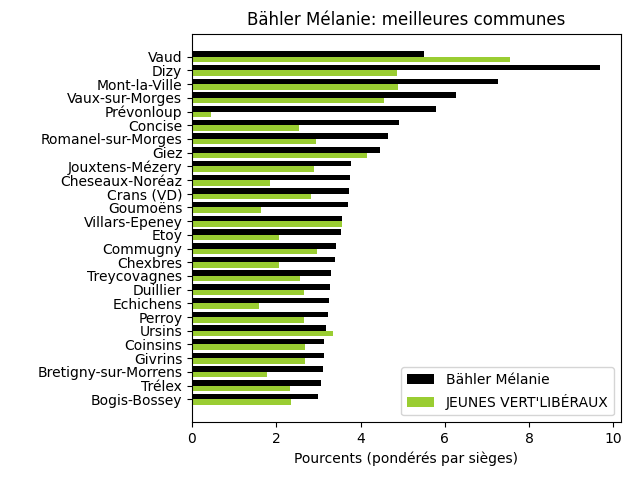 Bähler Mélanie: meilleures communes
Vaud
Dizy
Mont-la-Ville
Vaux-sur-Morges
Prévonloup
Concise
Romanel-sur-Morges
Giez
Jouxtens-Mézery
Cheseaux-Noréaz
Crans (VD)
Goumoëns
Villars-Epeney
Etoy
Commugny
Chexbres
Treycovagnes
Duillier
Echichens
Perroy
Ursins
Coinsins
Givrins
Bretigny-sur-Morrens
Trélex
Bogis-Bossey
Bähler Mélanie
JEUNES VERT'LIBÉRAUX
0 2 4 6 8 10
Pourcents (pondérés par sièges)